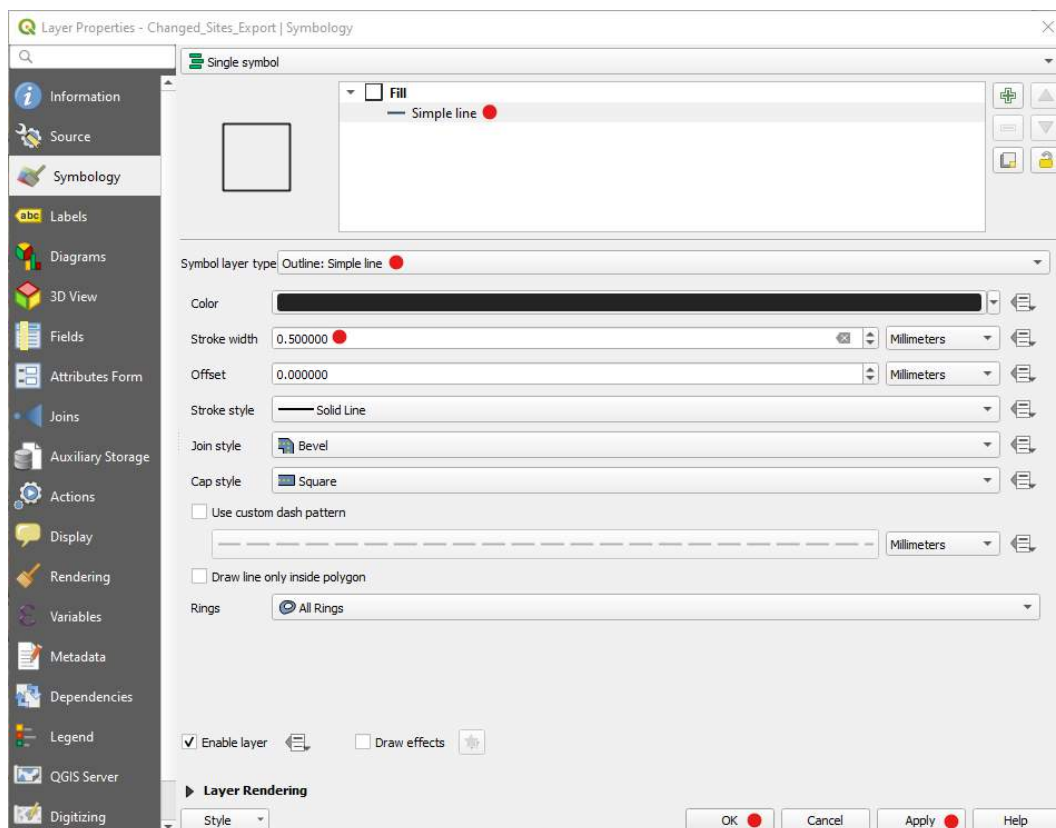 Layer Properties - Changed_Sites_Export | Symbology
Single symbol
Information
Source
Symbology
Labels
Diagrams
3D View
Fields
Attributes Form
Joins
Auxiliary Storage
Actions
Display
Rendering
Variables
Metadata
Dependencies
Legend
QGIS Server
Digitizing
abc
Fill
Simple line
Symbol layer type Outline: Simple line
Color
Stroke width 0.500000 Millimeters
Offset 0.000000 Millimeters
Stroke style Solid Line
Join style Bevel
Cap style Square
Use custom dash pattern
Millimeters
Draw line only inside polygon
Rings All Rings
Enable layer Draw effects
Layer Rendering
Style OK Cancel Apply Help